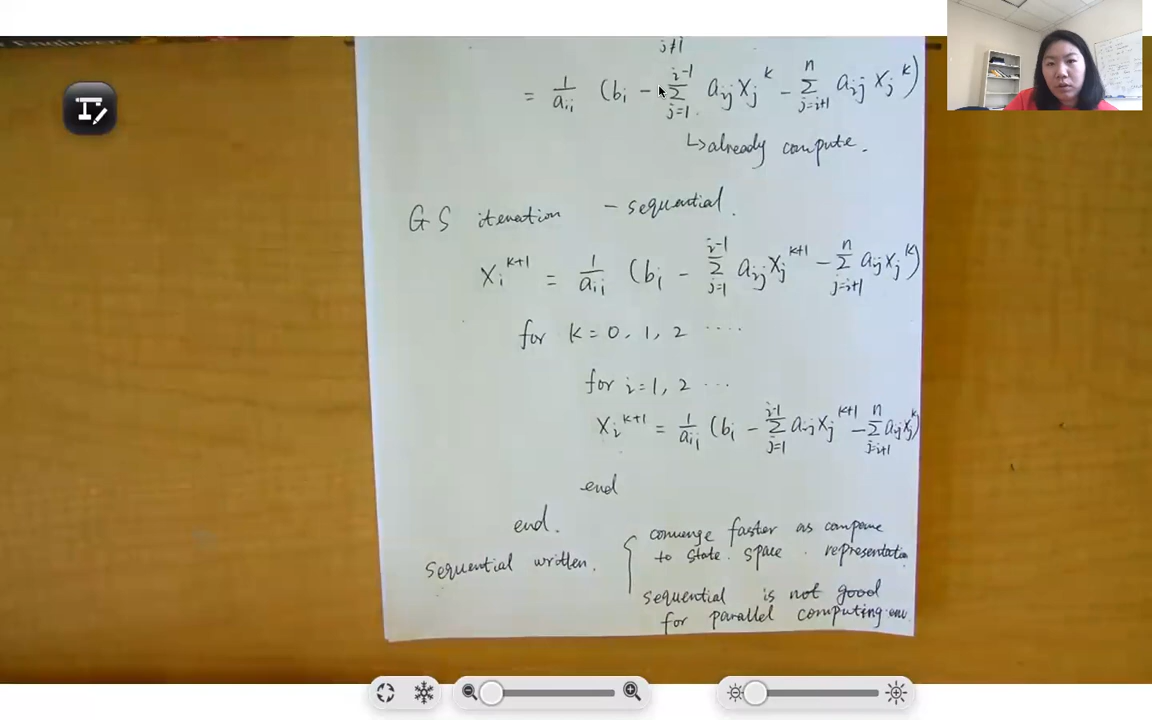 Engineer
j≠i
= 1/aᵢᵢ (bᵢ - Σ_{j=1}^{i-1} aᵢⱼ xⱼ^k - Σ_{j=i+1}^{n} aᵢⱼ xⱼ^k)
↳ already compute.
GS iteration - sequential.
xᵢ^{k+1} = 1/aᵢᵢ (bᵢ - Σ_{j=1}^{i-1} aᵢⱼ xⱼ^{k+1} - Σ_{j=i+1}^{n} aᵢⱼ xⱼ^k)
for k = 0, 1, 2 ....
for i = 1, 2 ...
xᵢ^{k+1} = 1/aᵢᵢ (bᵢ - Σ_{j=1}^{i-1} aᵢⱼ xⱼ^{k+1} - Σ_{j=i+1}^{n} aᵢⱼ xⱼ^k)
end
end.
sequential written.
converge faster as compare
to state. space. representation
sequential is not good
for parallel computing. env